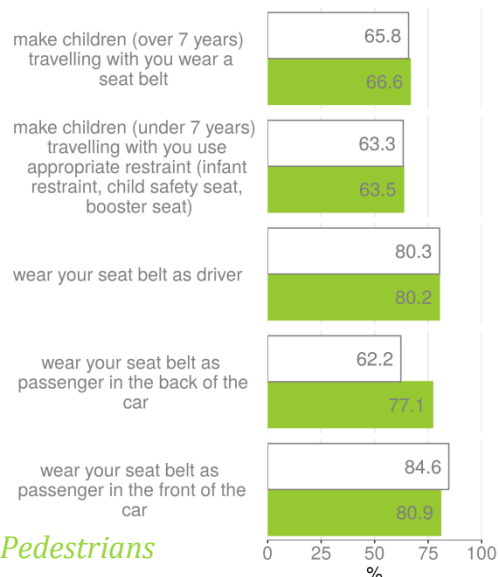 make children (over 7 years)
travelling with you wear a
seat belt
65.8
66.6
make children (under 7 years)
travelling with you use
appropriate restraint (infant
restraint, child safety seat,
booster seat)
63.3
63.5
wear your seat belt as driver
80.3
80.2
wear your seat belt as
passenger in the back of the
car
62.2
77.1
wear your seat belt as
passenger in the front of the
car
84.6
80.9
Pedestrians
0 25 50 75 100
%